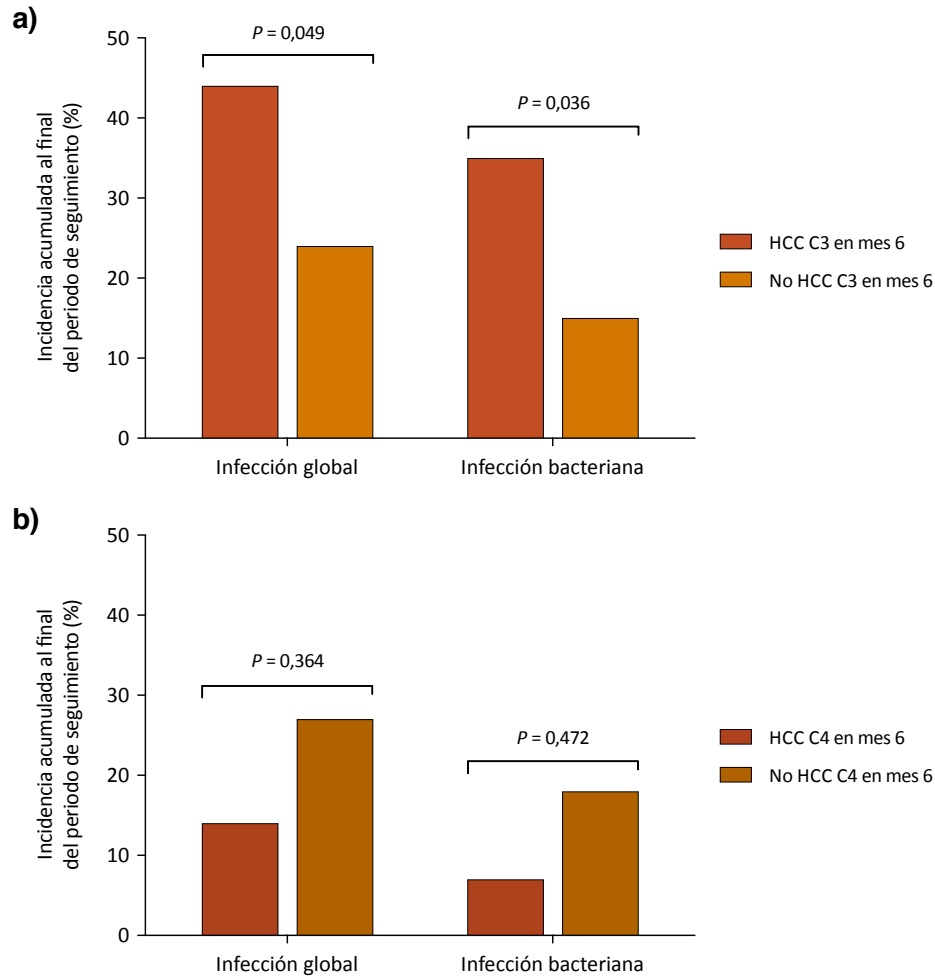 a)
Incidencia acumulada al final
del periodo de seguimiento (%)
50
40
30
20
10
0
P = 0,049
P = 0,036
Infección global
Infección bacteriana
HCC C3 en mes 6
No HCC C3 en mes 6
b)
Incidencia acumulada al final
del periodo de seguimiento (%)
50
40
30
20
10
0
P = 0,364
P = 0,472
Infección global
Infección bacteriana
HCC C4 en mes 6
No HCC C4 en mes 6